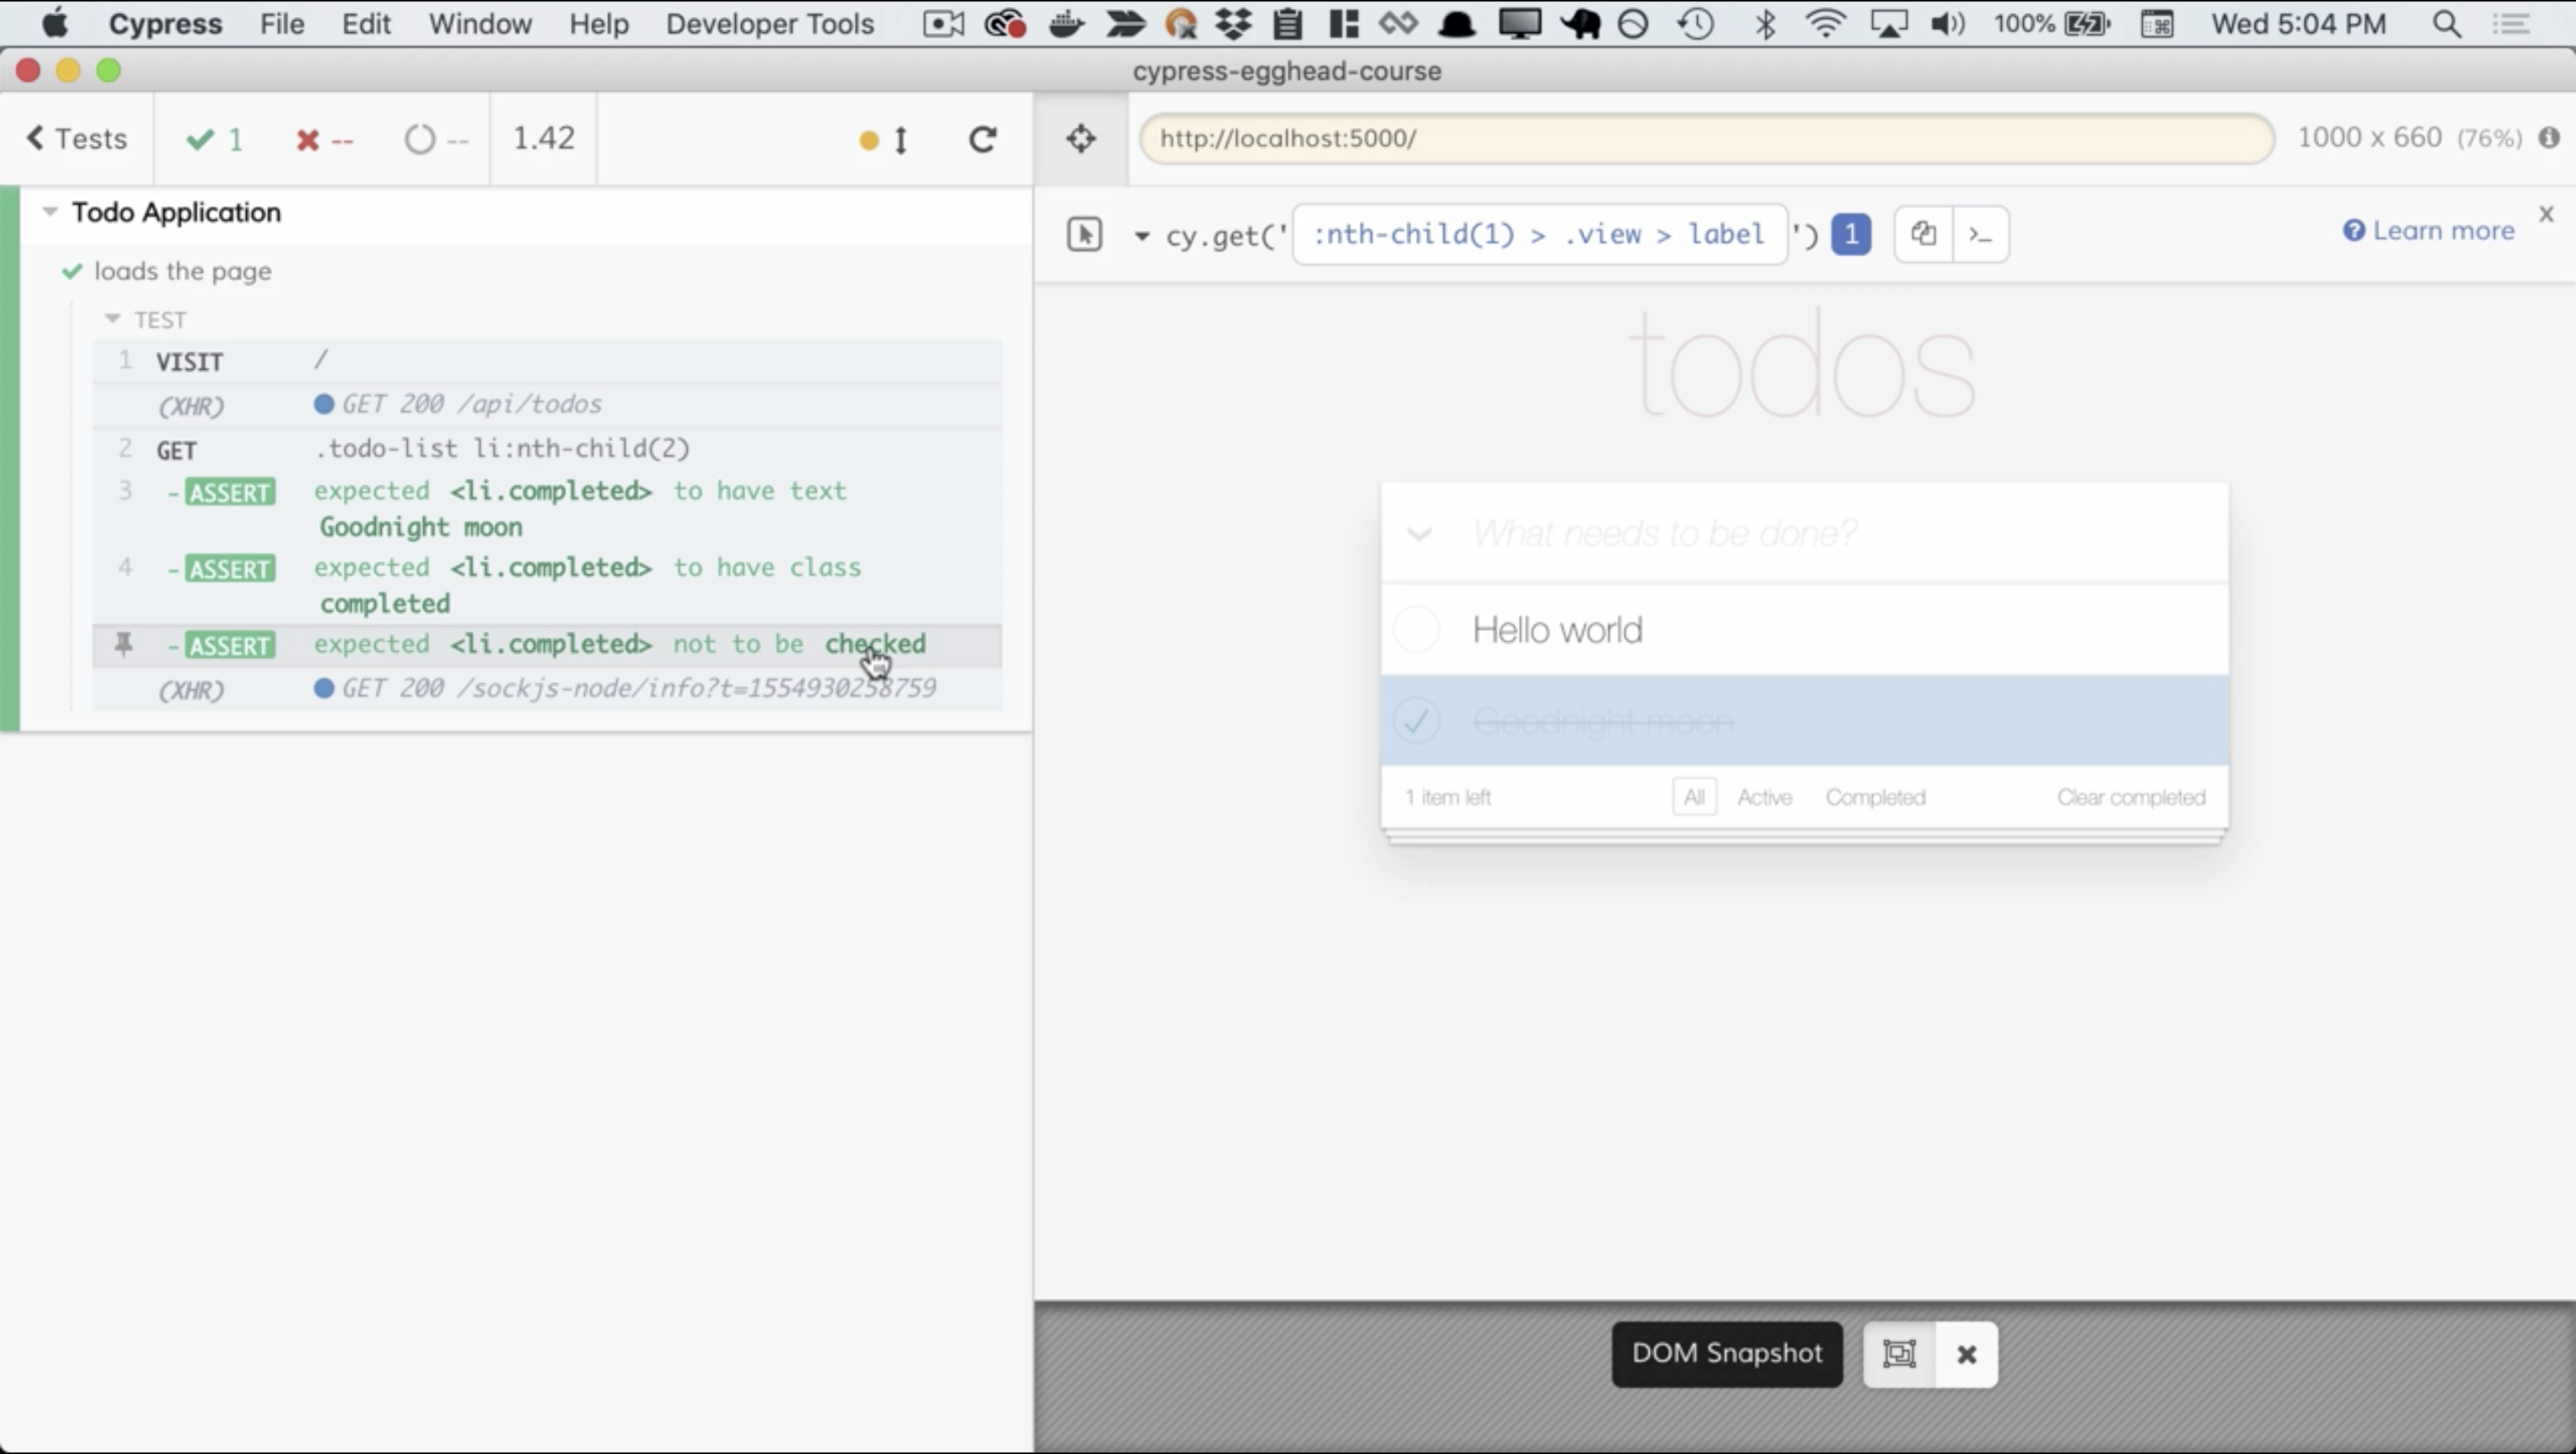 Cypress File Edit Window Help Developer Tools 100% Wed 5:04 PM
cypress-egghead-course
Tests 1 -- -- 1.42
http://localhost:5000/ 1000 x 660 (76%)
Todo Application
cy.get(' :nth-child(1) > .view > label ') 1 >_ Learn more x
loads the page
TEST
1 VISIT /
(XHR) GET 200 /api/todos
2 GET .todo-list li:nth-child(2)
3 -ASSERT expected <li.completed> to have text
Goodnight moon
4 -ASSERT expected <li.completed> to have class
completed
-ASSERT expected <li.completed> not to be checked
(XHR) GET 200 /sockjs-node/info?t=1554930258759
todos
What needs to be done?
Hello world
Goodnight moon
1 item left All Active Completed Clear completed
DOM Snapshot